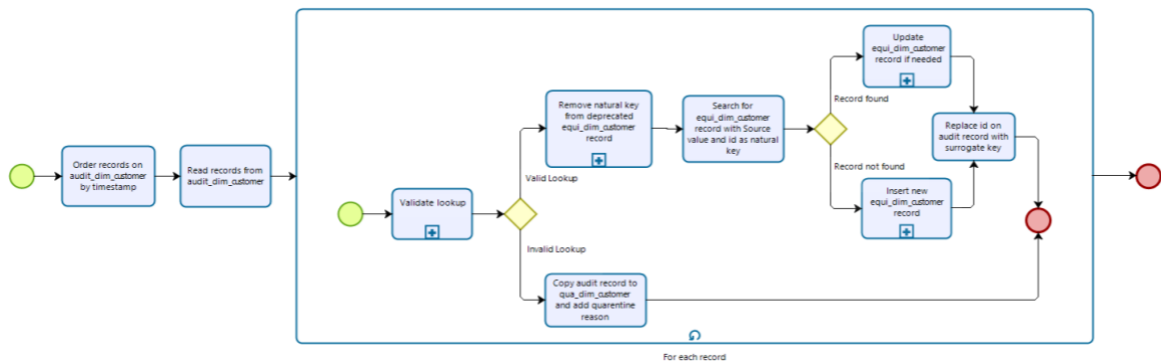 Order records on
audit_dim_customer
by timestamp
Read records from
audit_dim_customer
Validate lookup
Valid Lookup
Invalid Lookup
Remove natural key
from deprecated
equi_dim_customer
record
Search for
equi_dim_customer
record with Source
value and id as natural
key
Record found
Record not found
Update
equi_dim_customer
record if needed
Insert new
equi_dim_customer
record
Replace id on
audit record with
surrogate key
Copy audit record to
qua_dim_customer
and add quarentine
reason
For each record